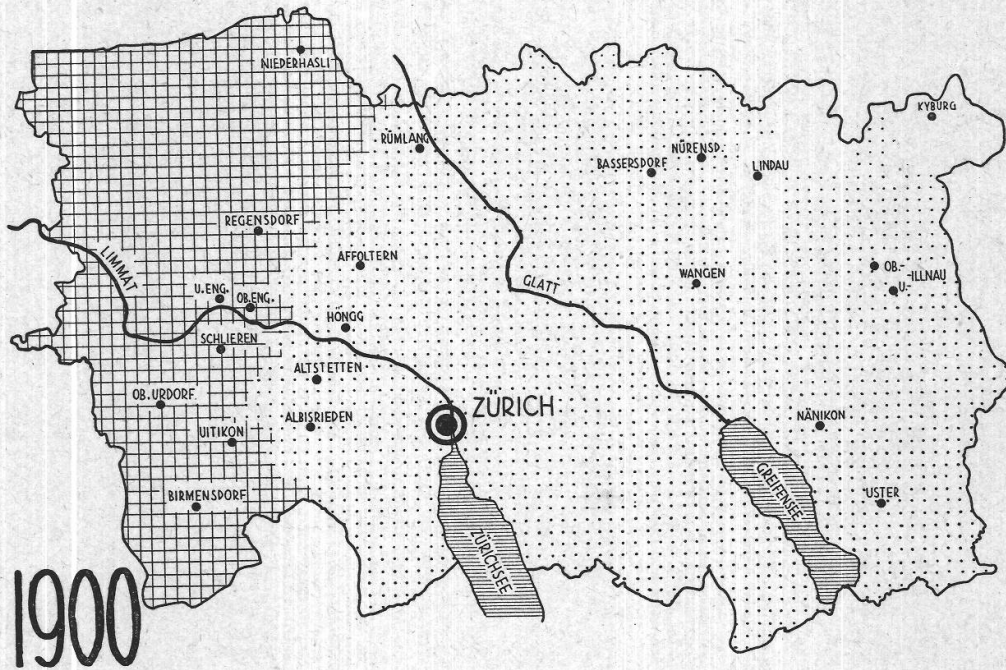 NIEDERHASLI
KYBURG
RÜMLANG
NÜRENSD.
BASSERSDORF
LINDAU
REGENSDORF
LIMMAT
AFFOLTERN
OB.-
-ILLNAU
U.-
WANGEN
GLATT
U.ENG.
OB.ENG.
HÖNGG
SCHLIEREN
ALTSTETTEN
OB.URDORF
ALBISRIEDEN
ZÜRICH
NÄNIKON
UITIKON
GREIFENSEE
BIRMENSDORF
USTER
ZÜRICHSEE
1900